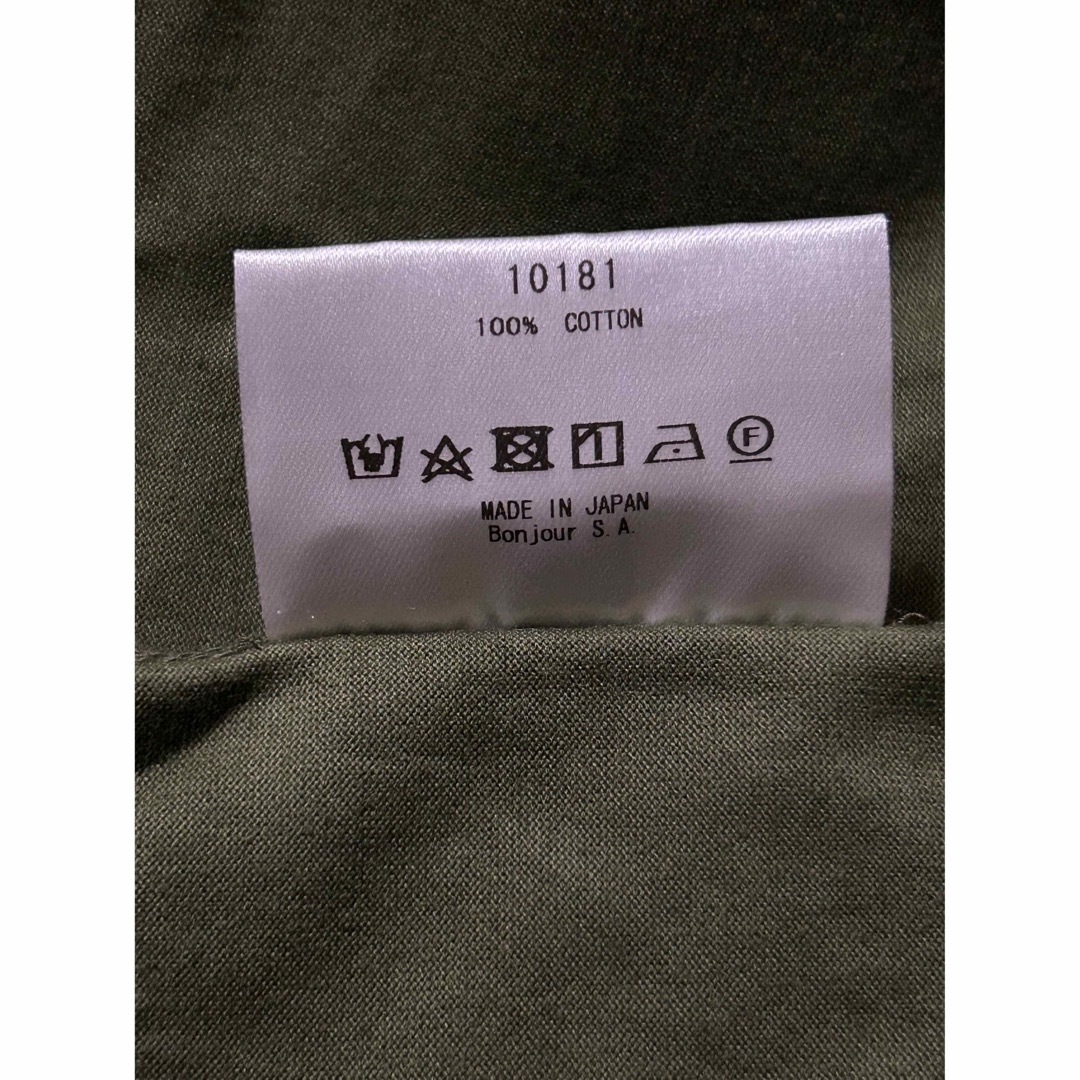 10181
100% COTTON
F
MADE IN JAPAN
Bonjour S.A.